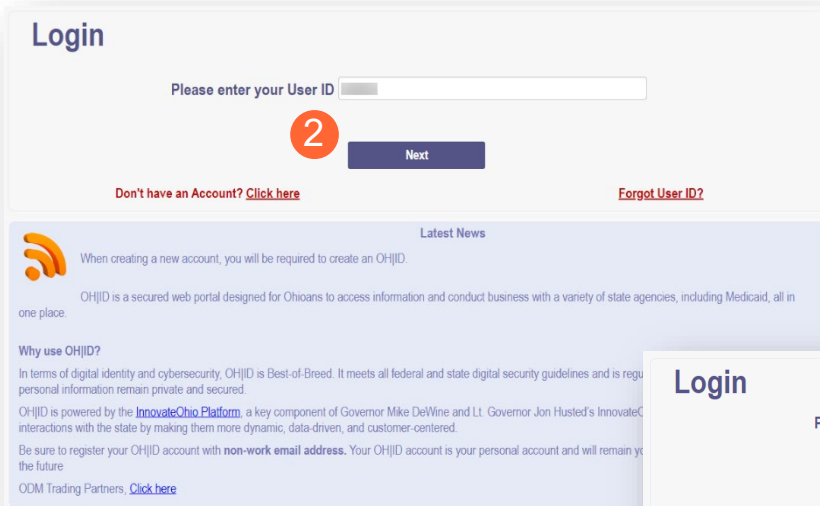 Login
Please enter your User ID
2
Next
Don't have an Account? Click here
Forgot User ID?
Latest News
When creating a new account, you will be required to create an OH|ID.
OH|ID is a secured web portal designed for Ohioans to access information and conduct business with a variety of state agencies, including Medicaid, all in
one place.
Why use OH|ID?
In terms of digital identity and cybersecurity, OH|ID is Best-of-Breed. It meets all federal and state digital security guidelines and is regu
personal information remain private and secured.
OH|ID is powered by the InnovateOhio Platform, a key component of Governor Mike DeWine and Lt. Governor Jon Husted's InnovateO
interactions with the state by making them more dynamic, data-driven, and customer-centered.
Be sure to register your OH|ID account with non-work email address. Your OH|ID account is your personal account and will remain yo
the future
ODM Trading Partners, Click here
Login
P